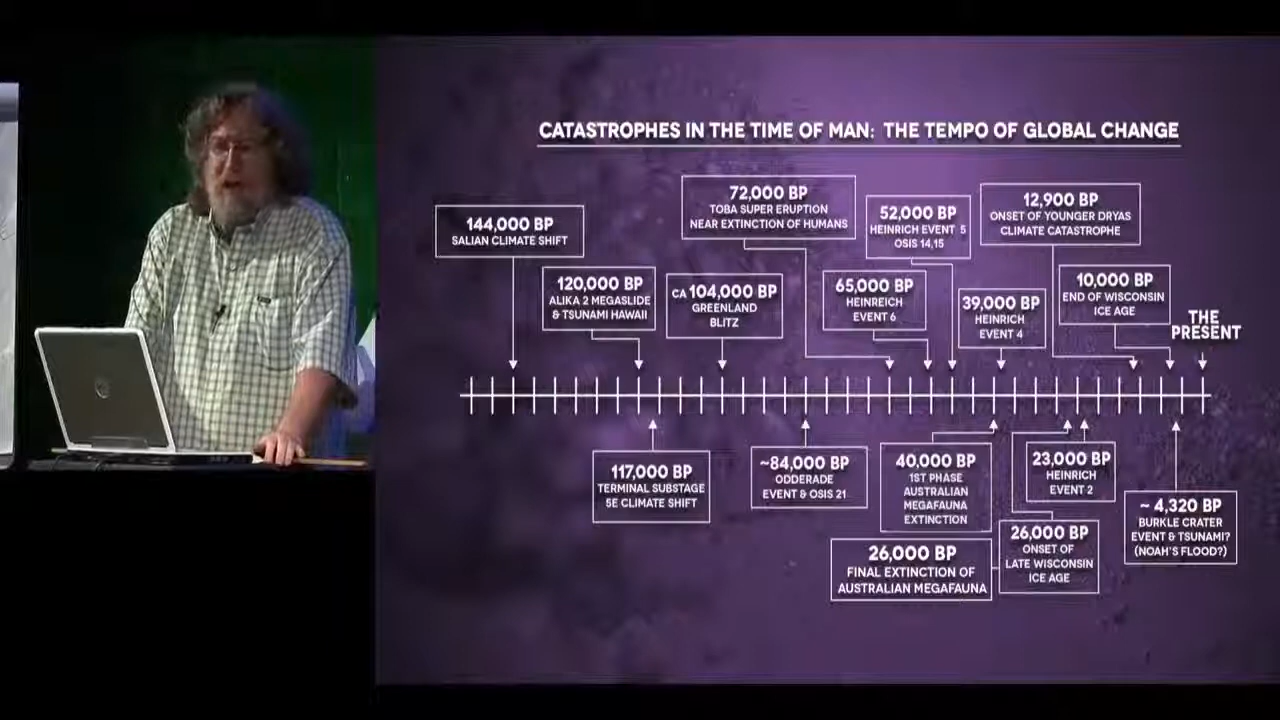 CATASTROPHES IN THE TIME OF MAN: THE TEMPO OF GLOBAL CHANGE
144,000 BP
SALIAN CLIMATE SHIFT
120,000 BP
ALIKA 2 MEGASLIDE
& TSUNAMI HAWAII
CA 104,000 BP
GREENLAND
BLITZ
72,000 BP
TOBA SUPER ERUPTION
NEAR EXTINCTION OF HUMANS
65,000 BP
HEINREICH
EVENT 6
52,000 BP
HEINRICH EVENT 5
OSIS 14,15
39,000 BP
HEINRICH
EVENT 4
12,900 BP
ONSET OF YOUNGER DRYAS
CLIMATE CATASTROPHE
10,000 BP
END OF WISCONSIN
ICE AGE
THE
PRESENT
117,000 BP
TERMINAL SUBSTAGE
5E CLIMATE SHIFT
~84,000 BP
ODDERADE
EVENT & OSIS 21
40,000 BP
1ST PHASE
AUSTRALIAN
MEGAFAUNA
EXTINCTION
26,000 BP
FINAL EXTINCTION OF
AUSTRALIAN MEGAFAUNA
23,000 BP
HEINRICH
EVENT 2
26,000 BP
ONSET OF
LATE WISCONSIN
ICE AGE
~ 4,320 BP
BURKLE CRATER
EVENT & TSUNAMI?
(NOAH'S FLOOD?)